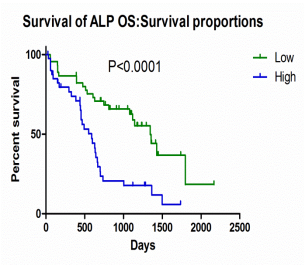 Survival of ALP OS:Survival proportions
P<0.0001
Low
High
Percent survival
100
50
0
0 500 1000 1500 2000 2500
Days